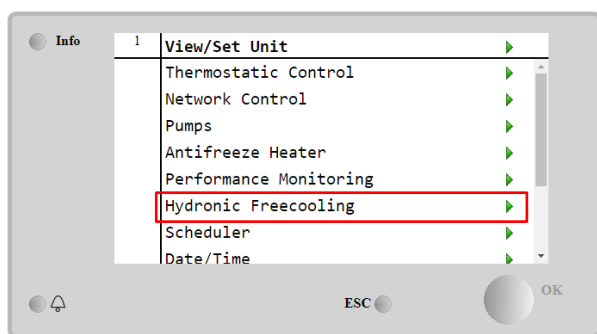 Info
1 View/Set Unit
Thermostatic Control
Network Control
Pumps
Antifreeze Heater
Performance Monitoring
Hydronic Freecooling
Scheduler
Date/Time
ESC
OK